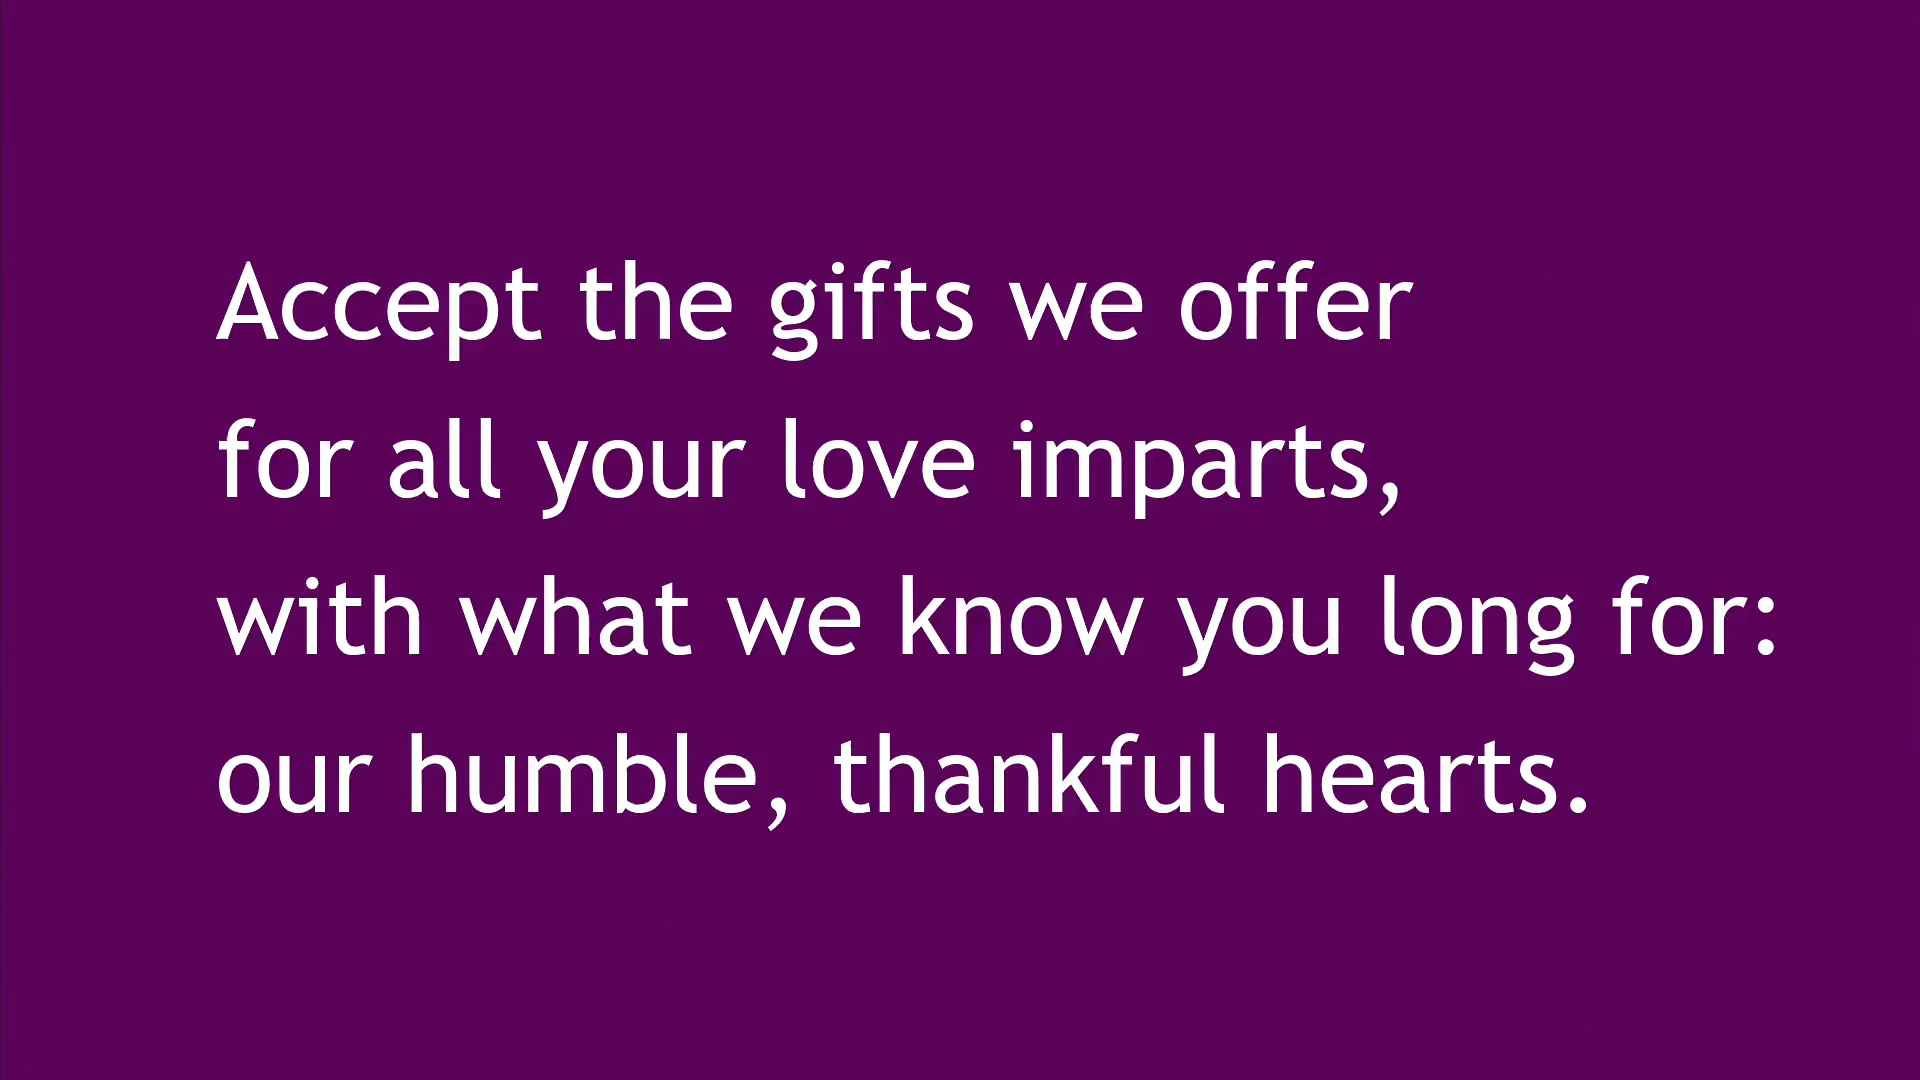 Accept the gifts we offer
for all your love imparts,
with what we know you long for:
our humble, thankful hearts.